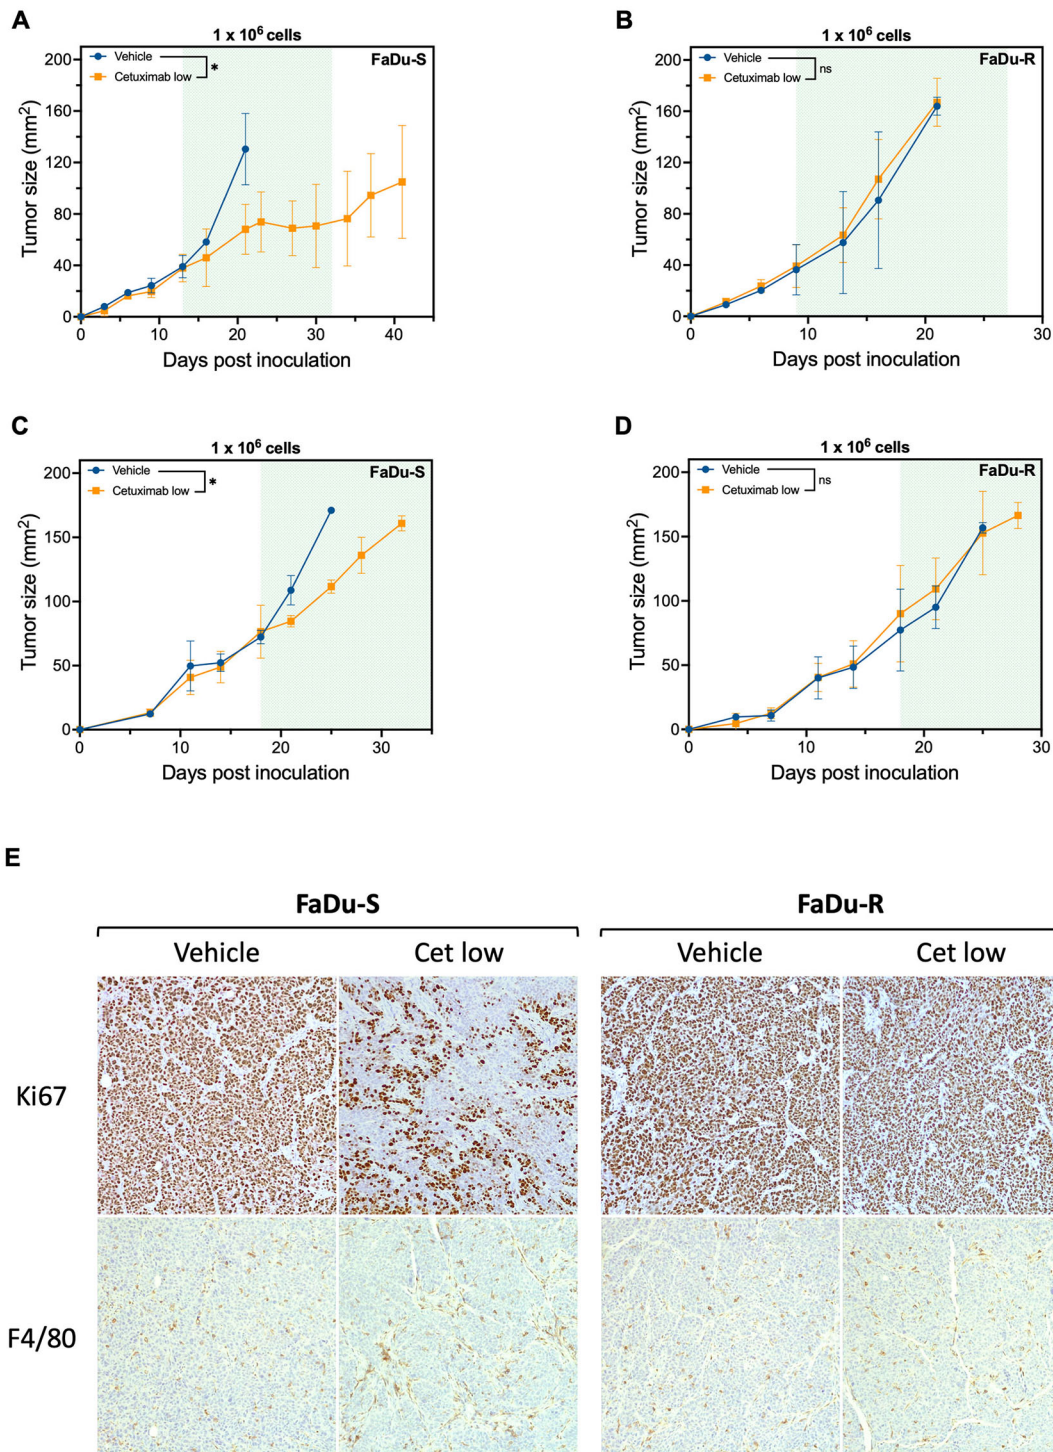 A
1 x 10⁶ cells
Vehicle
Cetuximab low
*
FaDu-S
Tumor size (mm²)
200
160
120
80
40
0
0 10 20 30 40
Days post inoculation
B
1 x 10⁶ cells
Vehicle
Cetuximab low
ns
FaDu-R
Tumor size (mm²)
200
160
120
80
40
0
0 10 20 30
Days post inoculation
C
1 x 10⁶ cells
Vehicle
Cetuximab low
*
FaDu-S
Tumor size (mm²)
200
150
100
50
0
0 10 20 30
Days post inoculation
D
1 x 10⁶ cells
Vehicle
Cetuximab low
ns
FaDu-R
Tumor size (mm²)
200
150
100
50
0
0 10 20 30
Days post inoculation
E
FaDu-S FaDu-R
Vehicle Cet low Vehicle Cet low
Ki67
F4/80